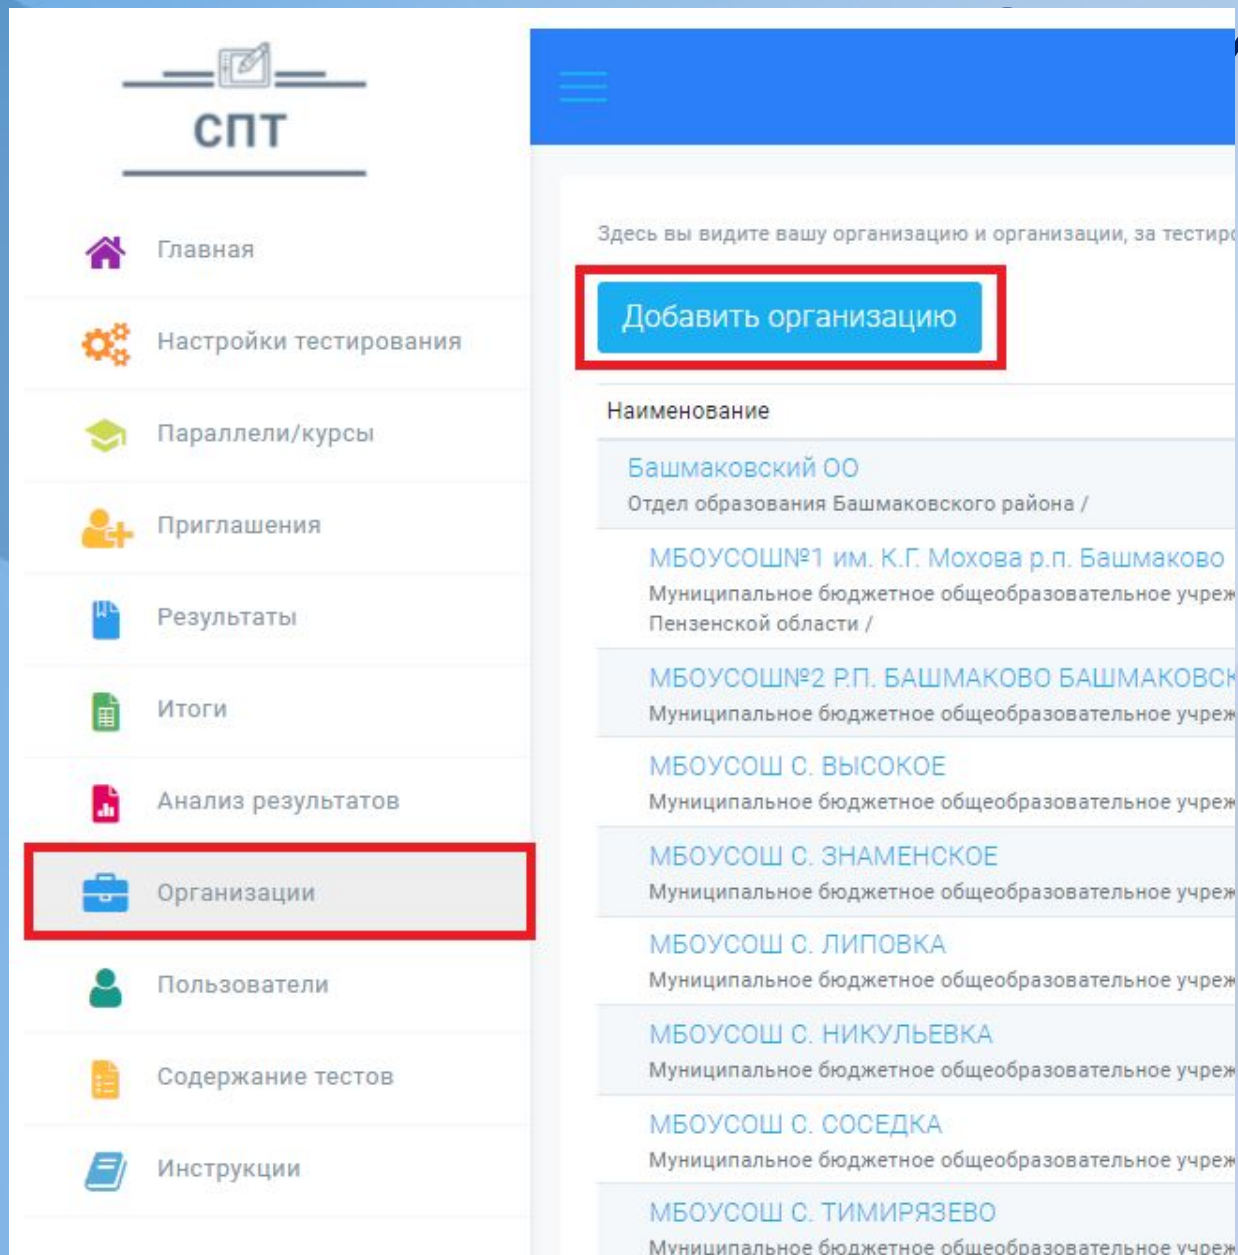 СПТ
Главная
Настройки тестирования
Параллели/курсы
Приглашения
Результаты
Итоги
Анализ результатов
Организации
Пользователи
Содержание тестов
Инструкции
Здесь вы видите вашу организацию и организации, за
Добавить организацию
Наименование
Башмаковский ОО
Отдел образования Башмаковского района /
МБОУСОШ№1 им. К.Г. Мохова р.п. Башмаково
Муниципальное бюджетное общеобразовательное
Пензенской области /
МБОУСОШ№2 Р.П. БАШМАКОВО
Муниципальное бюджетное общеобразовательное
МБОУСОШ С. ВЫСОКОЕ
Муниципальное бюджетное общеобразовательное
МБОУСОШ С. ЗНАМЕНСКОЕ
Муниципальное бюджетное общеобразовательное
МБОУСОШ С. ЛИПОВКА
Муниципальное бюджетное общеобразовательное
МБОУСОШ С. НИКУЛЬЕВКА
Муниципальное бюджетное общеобразовательное
МБОУСОШ С. СОСЕДКА
Муниципальное бюджетное общеобразовательное
МБОУСОШ С. ТИМИРЯЗЕВО
Муниципальное бюджетное общеобразовательное